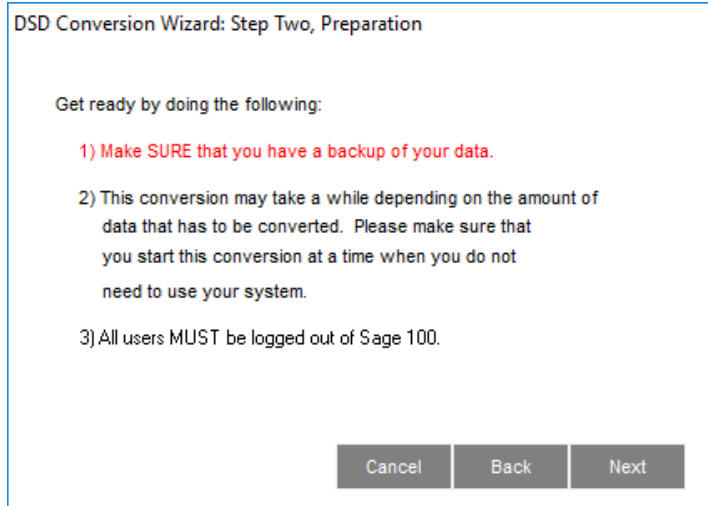 DSD Conversion Wizard: Step Two, Preparation
Get ready by doing the following:
1) Make SURE that you have a backup of your data.
2) This conversion may take a while depending on the amount of
data that has to be converted. Please make sure that
you start this conversion at a time when you do not
need to use your system.
3) All users MUST be logged out of Sage 100.
Cancel Back Next